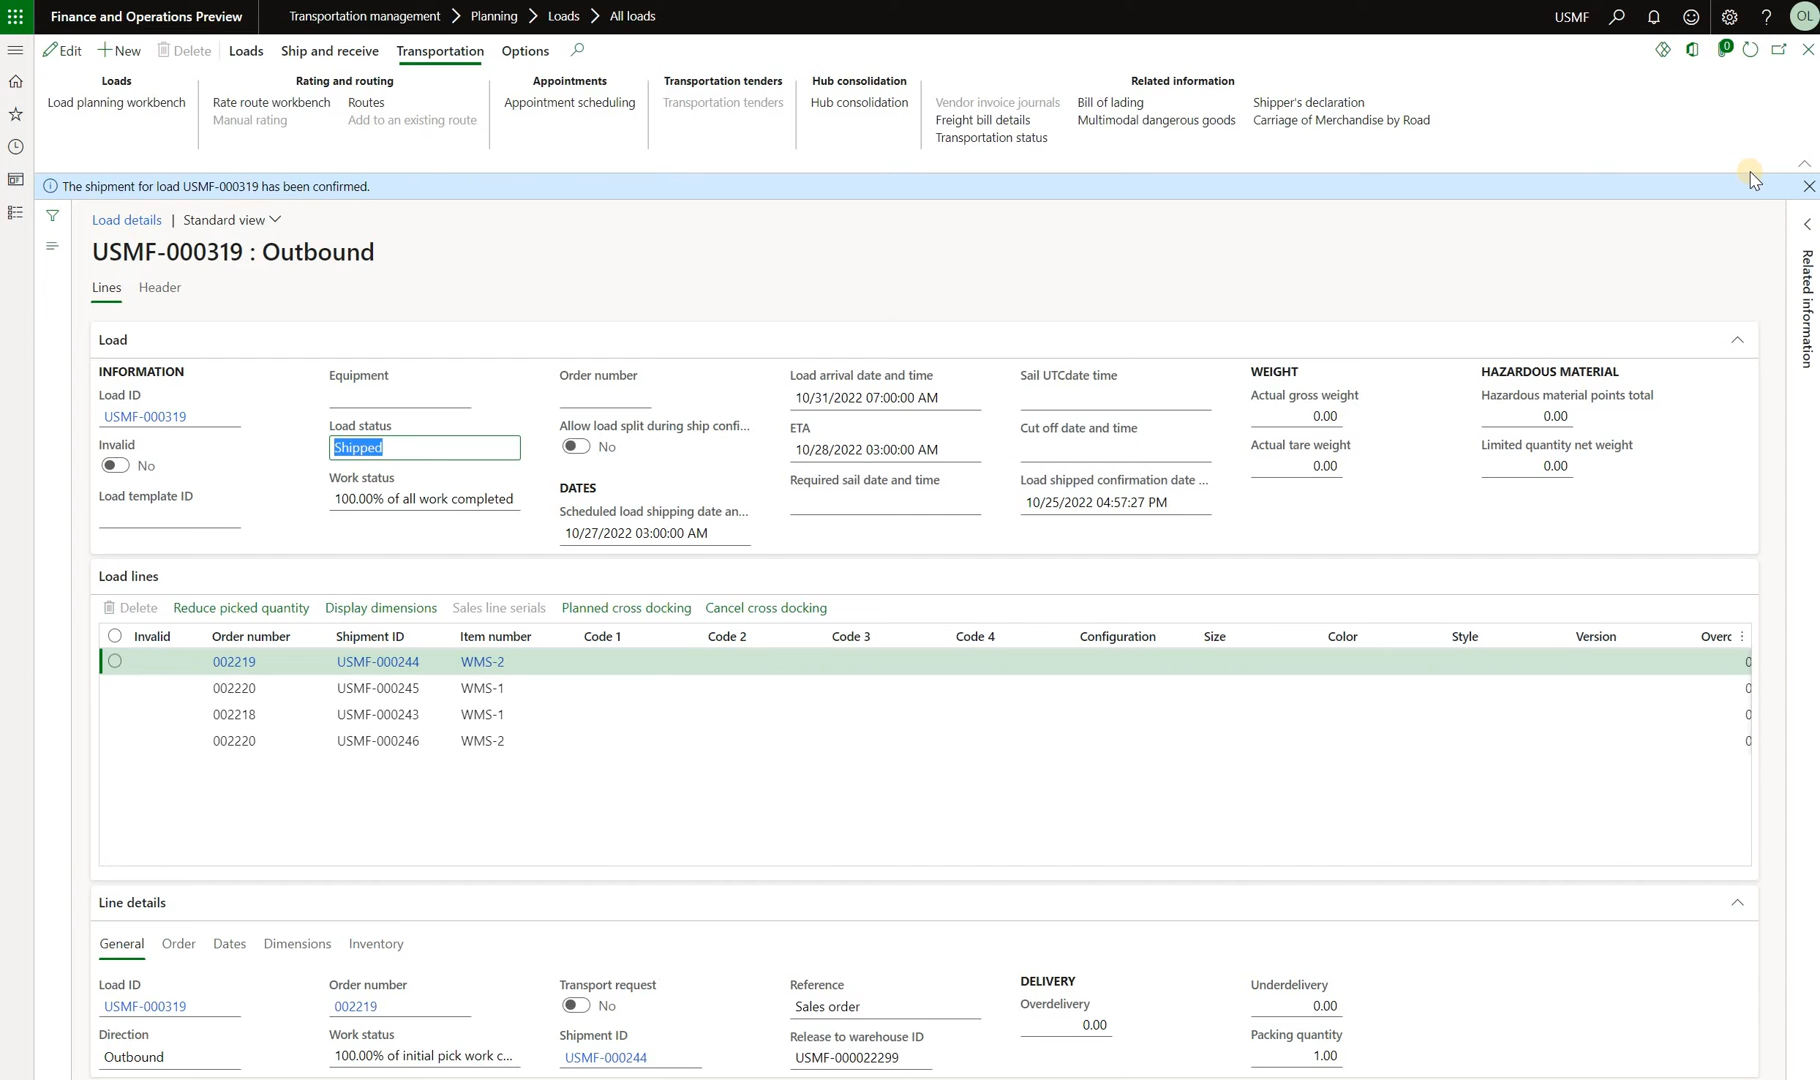 Finance and Operations Preview
Transportation management > Planning > Loads > All loads
USMF
?
OL
Edit New Delete Loads Ship and receive Transportation Options
0
Loads
Load planning workbench
Rating and routing
Rate route workbench Routes
Manual rating Add to an existing route
Appointments
Appointment scheduling
Transportation tenders
Transportation tenders
Hub consolidation
Hub consolidation
Related information
Vendor invoice journals Bill of lading Shipper's declaration
Freight bill details Multimodal dangerous goods Carriage of Merchandise by Road
Transportation status
The shipment for load USMF-000319 has been confirmed.
Load details | Standard view
USMF-000319 : Outbound
Lines Header
Related information
Load
INFORMATION
Load ID
USMF-000319
Invalid
No
Load template ID
Equipment
Load status
Shipped
Work status
100.00% of all work completed
Order number
Allow load split during ship confi...
No
DATES
Scheduled load shipping date an...
10/27/2022 03:00:00 AM
Load arrival date and time
10/31/2022 07:00:00 AM
ETA
10/28/2022 03:00:00 AM
Required sail date and time
Sail UTCdate time
Cut off date and time
Load shipped confirmation date ...
10/25/2022 04:57:27 PM
WEIGHT
Actual gross weight
0.00
Actual tare weight
0.00
HAZARDOUS MATERIAL
Hazardous material points total
0.00
Limited quantity net weight
0.00
Load lines
Delete Reduce picked quantity Display dimensions Sales line serials Planned cross docking Cancel cross docking
Invalid Order number Shipment ID Item number Code 1 Code 2 Code 3 Code 4 Configuration Size Color Style Version Overc
002219 USMF-000244 WMS-2 0
002220 USMF-000245 WMS-1 0
002218 USMF-000243 WMS-1 0
002220 USMF-000246 WMS-2 0
Line details
General Order Dates Dimensions Inventory
Load ID
USMF-000319
Direction
Outbound
Order number
002219
Work status
100.00% of initial pick work c...
Transport request
No
Shipment ID
USMF-000244
Reference
Sales order
Release to warehouse ID
USMF-000022299
DELIVERY
Overdelivery
0.00
Underdelivery
0.00
Packing quantity
1.00